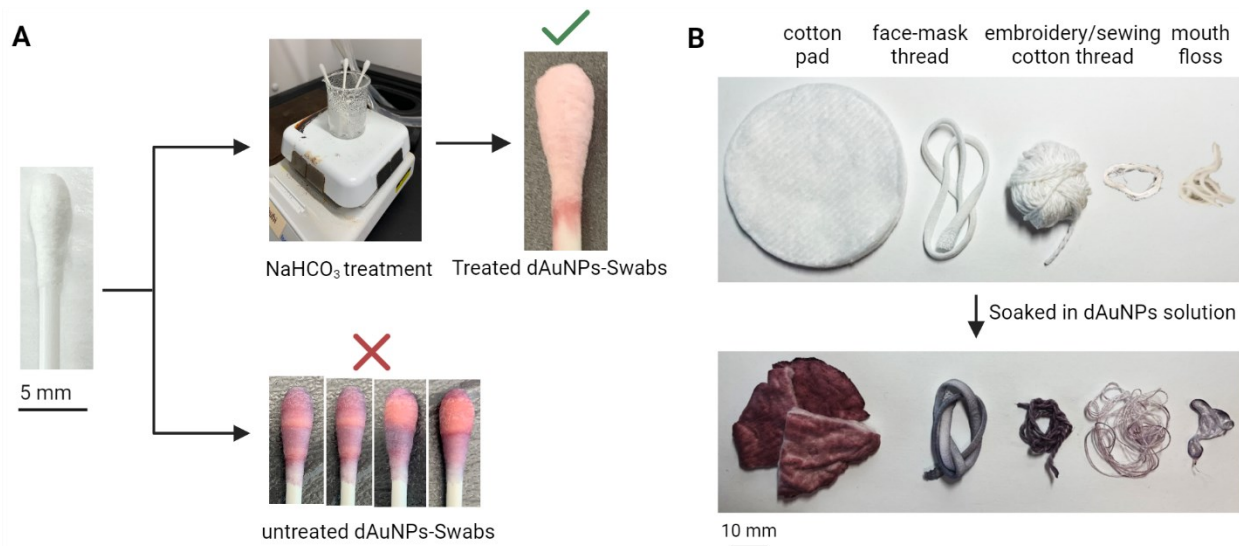 A
NaHCO₃ treatment
Treated dAuNPs-Swabs
5 mm
untreated dAuNPs-Swabs
B
cotton
pad
face-mask
thread
embroidery/sewing
cotton thread
mouth
floss
Soaked in dAuNPs solution
10 mm